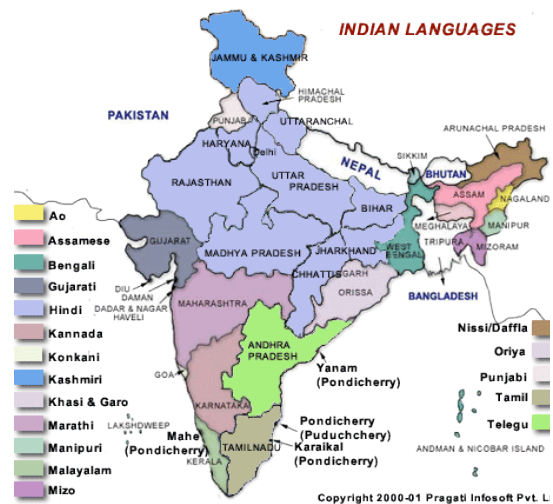 INDIAN LANGUAGES
JAMMU & KASHMIR
HIMACHAL
PRADESH
PAKISTAN
PUNJAB
UTTARANCHAL
ARUNACHAL PRADESH
HARYANA
Delhi
NEPAL
SIKKIM
BHUTAN
RAJASTHAN
UTTAR
PRADESH
ASSAM
NAGALAND
BIHAR
Ao
MEGHALAYA
MANIPUR
Assamese
GUJARAT
MADHYA PRADESH
JHARKHAND
WEST
BENGAL
TRIPURA
MIZORAM
Bengali
CHHATTISGARH
Gujarati
DIU
DAMAN
DADAR & NAGAR
HAVELI
ORISSA
BANGLADESH
Hindi
MAHARASHTRA
Kannada
Nissi/Daffla
Konkani
ANDHRA
PRADESH
Oriya
Kashmiri
GOA
Yanam
(Pondicherry)
Punjabi
Khasi & Garo
KARNATAKA
Tamil
Marathi
LAKSHDWEEP
Pondicherry
(Puduchchery)
Telegu
Manipuri
Mahe
(Pondicherry)
TAMILNADU
Karaikal
(Pondicherry)
ANDMAN & NICOBAR ISLAND
Malayalam
KERALA
Mizo
Copyright 2000-01 Pragati Infosoft Pvt. L